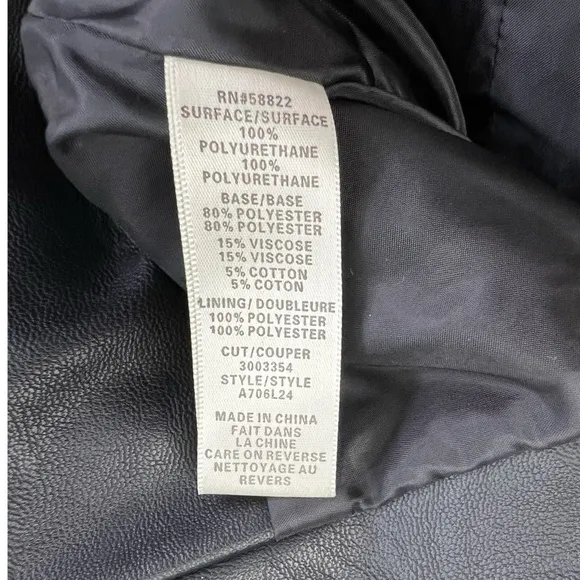 RN#58822
SURFACE/SURFACE
100%
POLYURETHANE
100%
POLYURETHANE
BASE/BASE
80% POLYESTER
80% POLYESTER
15% VISCOSE
15% VISCOSE
5% COTTON
5% COTON
LINING/DOUBLEURE
100% POLYESTER
100% POLYESTER
CUT/COUPER
3003354
STYLE/STYLE
A706L24
MADE IN CHINA
FAIT DANS
LA CHINE
CARE ON REVERSE
NETTOYAGE AU
REVERS